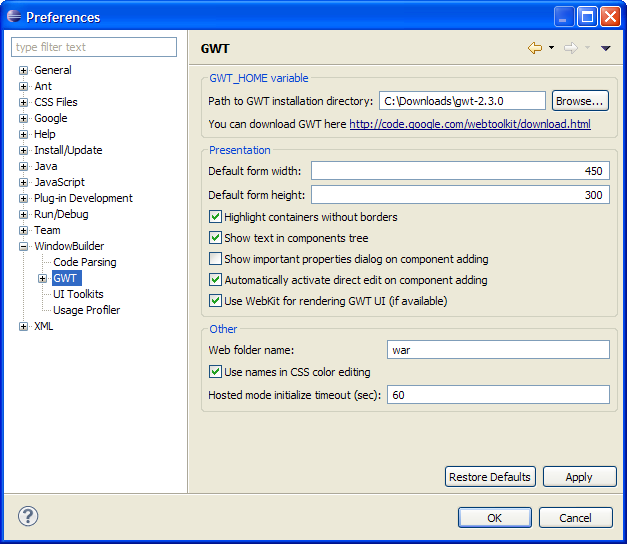 Preferences
type filter text
General
Ant
CSS Files
Google
Help
Install/Update
Java
JavaScript
Plug-in Development
Run/Debug
Team
WindowBuilder
Code Parsing
GWT
UI Toolkits
Usage Profiler
XML
GWT
GWT_HOME variable
Path to GWT installation directory: C:\Downloads\gwt-2.3.0 Browse...
You can download GWT here http://code.google.com/webtoolkit/download.html
Presentation
Default form width: 450
Default form height: 300
Highlight containers without borders
Show text in components tree
Show important properties dialog on component adding
Automatically activate direct edit on component adding
Use WebKit for rendering GWT UI (if available)
Other
Web folder name: war
Use names in CSS color editing
Hosted mode initialize timeout (sec): 60
Restore Defaults Apply
OK Cancel